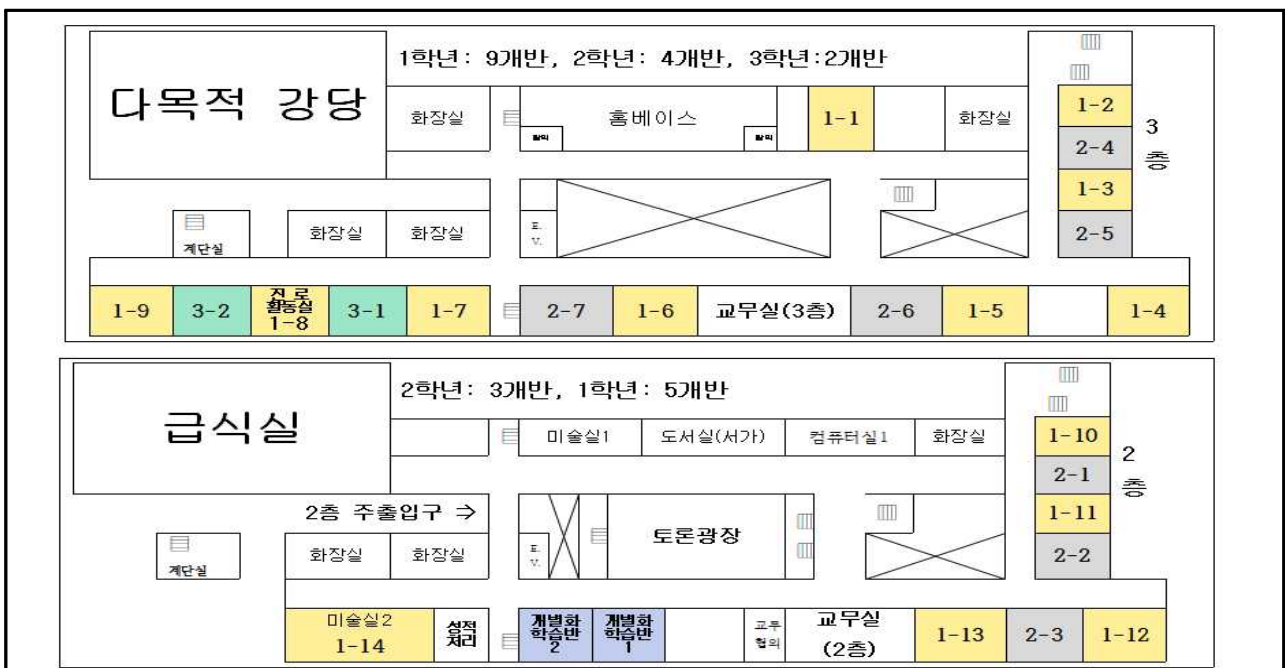 1학년: 9개반, 2학년: 4개반, 3학년:2개반
다목적 강당
화장실
홈베이스
1-1
화장실
1-2
2-4
1-3
2-5
3
층
계단실
화장실
화장실
E.
V.
1-9
3-2
진로
활동실
1-8
3-1
1-7
2-7
1-6
교무실(3층)
2-6
1-5
1-4
2학년: 3개반, 1학년: 5개반
급식실
미술실1
도서실(서가)
컴퓨터실1
화장실
1-10
2-1
1-11
2-2
2
층
2층 주출입구 →
토론광장
계단실
화장실
화장실
E.
V.
미술실2
1-14
성적
처리
개별화
학습반
2
개별화
학습반
1
교무
협의
교무실
(2층)
1-13
2-3
1-12